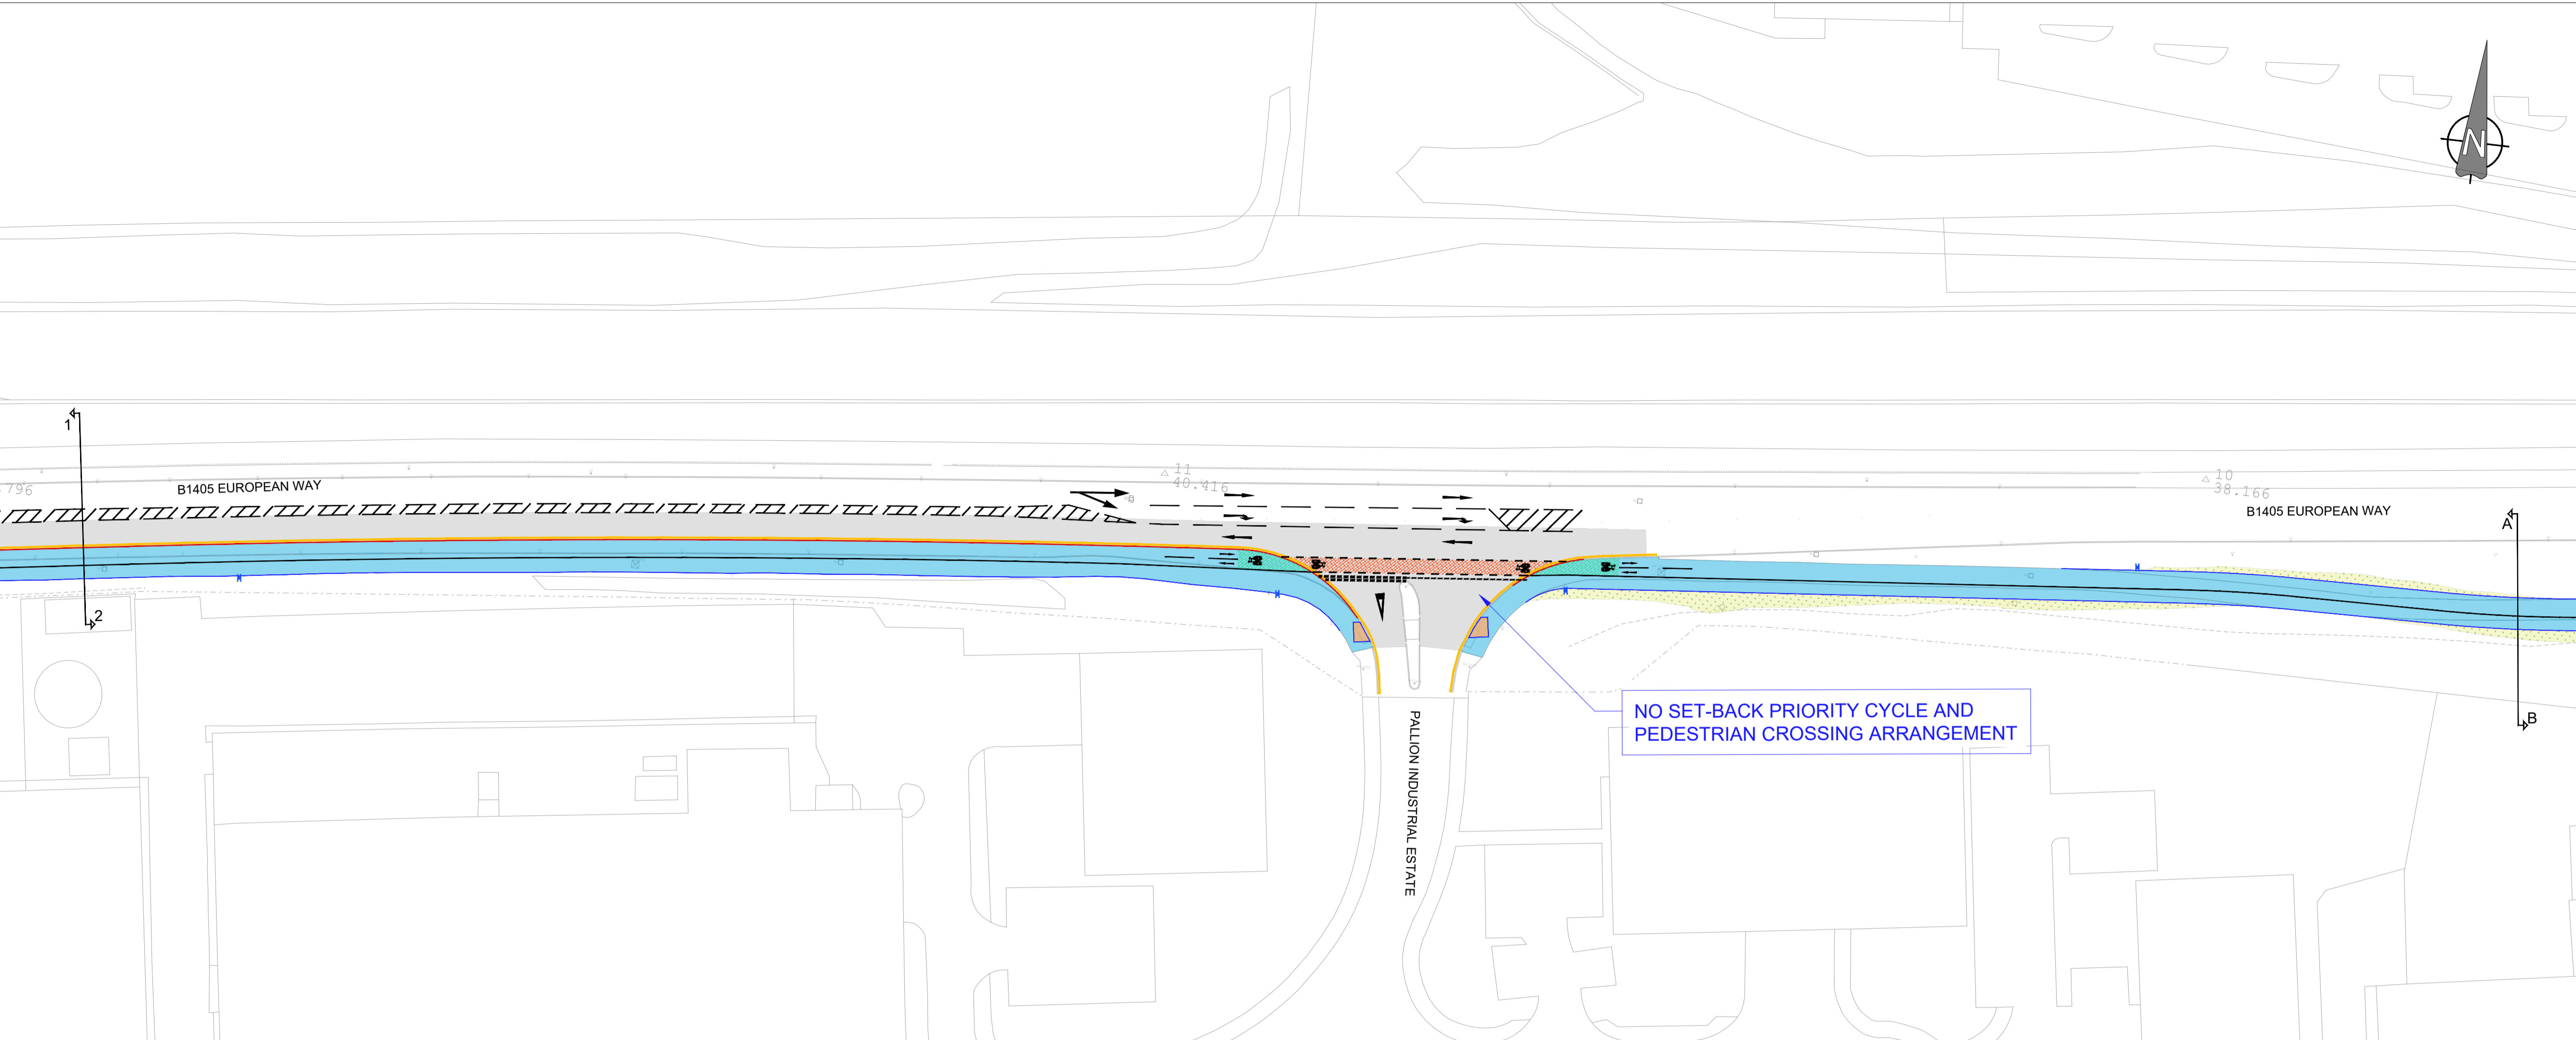 N
1
.796
B1405 EUROPEAN WAY
11
40.416
10
38.166
B1405 EUROPEAN WAY
A
2
NO SET-BACK PRIORITY CYCLE AND
PEDESTRIAN CROSSING ARRANGEMENT
B
PALLION INDUSTRIAL ESTATE